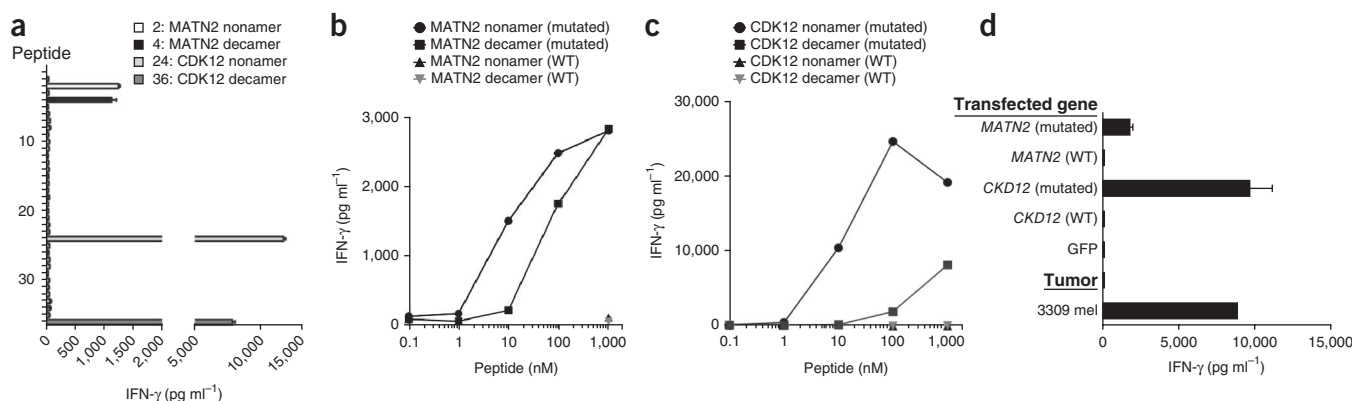 a
Peptide
2: MATN2 nonamer
4: MATN2 decamer
24: CDK12 nonamer
36: CDK12 decamer
10
20
30
0
500
1,000
1,500
2,000
5,000
10,000
15,000
IFN-γ (pg ml⁻¹)
b
MATN2 nonamer (mutated)
MATN2 decamer (mutated)
MATN2 nonamer (WT)
MATN2 decamer (WT)
3,000
2,000
1,000
0
IFN-γ (pg ml⁻¹)
0.1
1
10
100
1,000
Peptide (nM)
c
CDK12 nonamer (mutated)
CDK12 decamer (mutated)
CDK12 nonamer (WT)
CDK12 decamer (WT)
30,000
20,000
10,000
0
IFN-γ (pg ml⁻¹)
0.1
1
10
100
1,000
Peptide (nM)
d
Transfected gene
MATN2 (mutated)
MATN2 (WT)
CKD12 (mutated)
CKD12 (WT)
GFP
Tumor
3309 mel
0
5,000
10,000
15,000
IFN-γ (pg ml⁻¹)